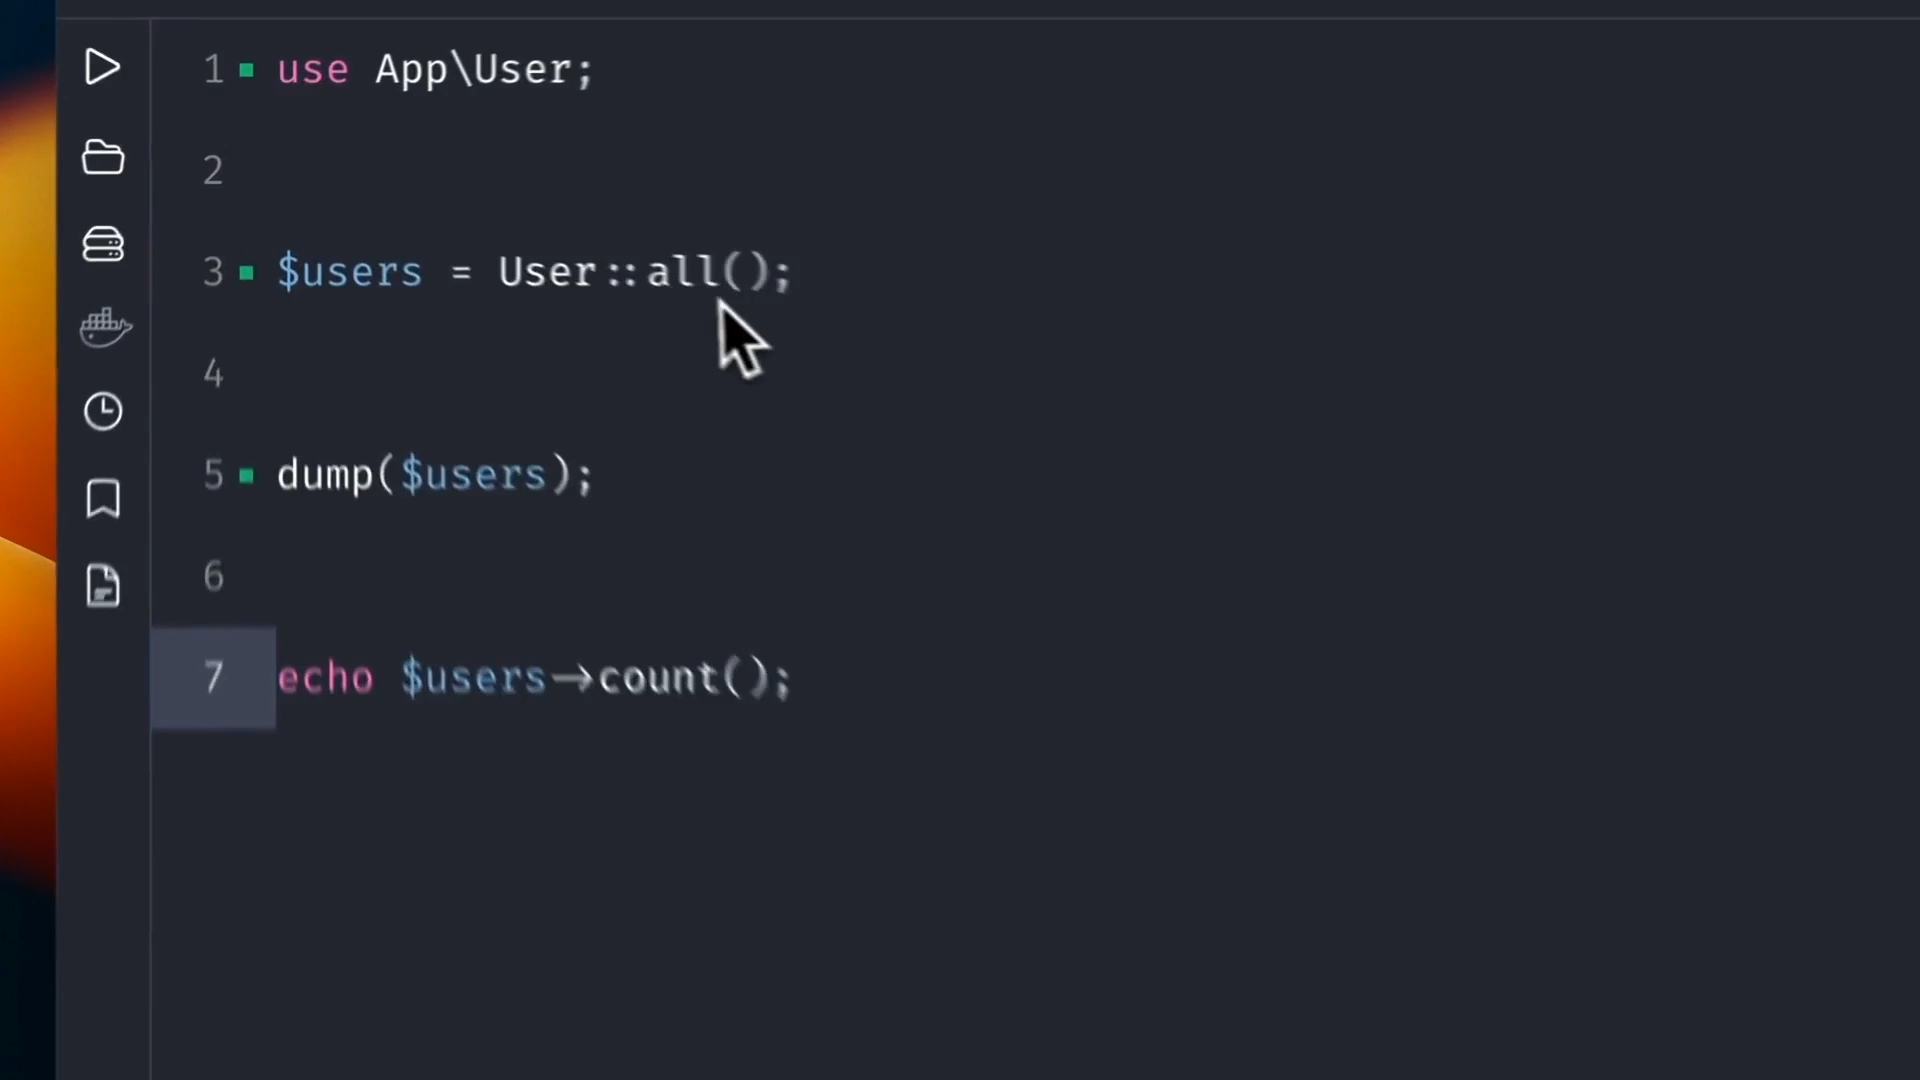 1 use App\User;
2
3 $users = User::all();
4
5 dump($users);
6
7 echo $users->count();